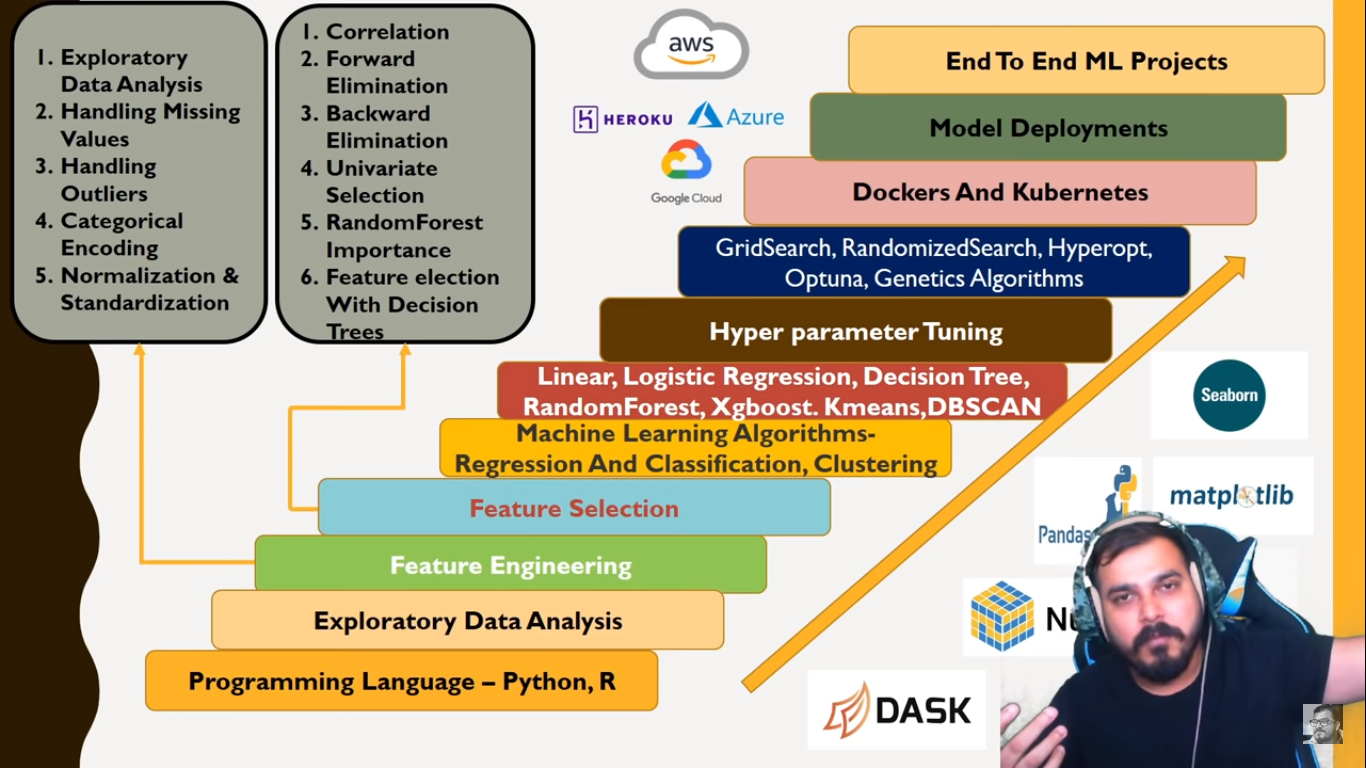 1. Exploratory
Data Analysis
2. Handling Missing
Values
3. Handling
Outliers
4. Categorical
Encoding
5. Normalization &
Standardization
1. Correlation
2. Forward
Elimination
3. Backward
Elimination
4. Univariate
Selection
5. RandomForest
Importance
6. Feature election
With Decision
Trees
aws
HEROKU
Azure
Google Cloud
End To End ML Projects
Model Deployments
Dockers And Kubernetes
GridSearch, RandomizedSearch, Hyperopt,
Optuna, Genetics Algorithms
Hyper parameter Tuning
Linear, Logistic Regression, Decision Tree,
RandomForest, Xgboost. Kmeans,DBSCAN
Machine Learning Algorithms-
Regression And Classification, Clustering
Feature Selection
Feature Engineering
Exploratory Data Analysis
Programming Language – Python, R
Seaborn
matplotlib
Pandas
DASK